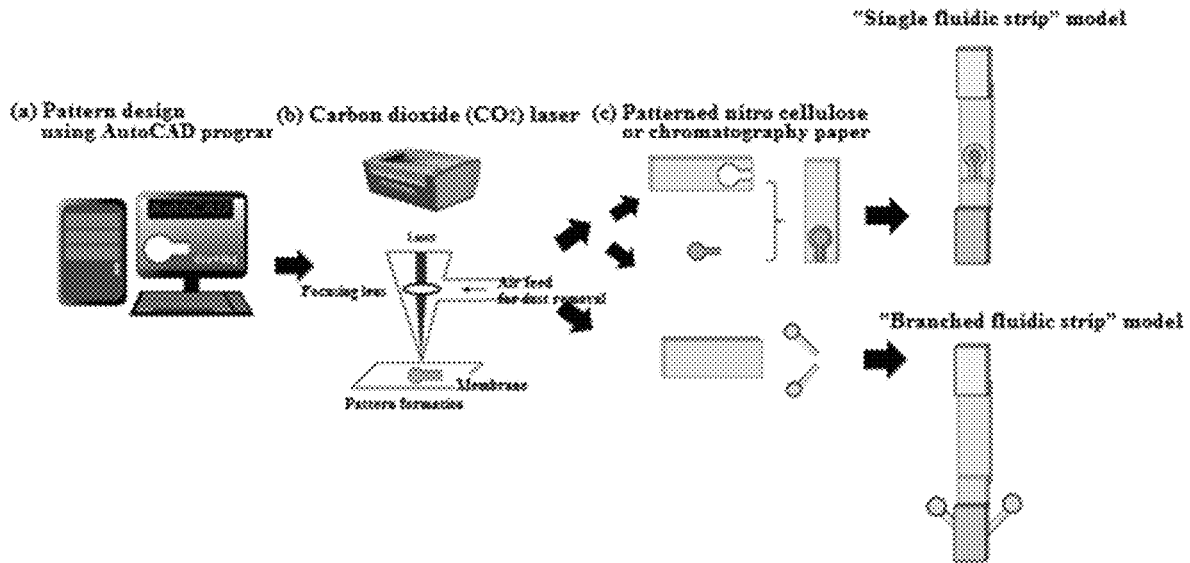 "Single fluidic strip" model
(a) Pattern design
using AutoCAD prograr
(b) Carbon dioxide (CO2) laser
(c) Patterned nitro cellulose
or chromatography paper
Laser
Focusing lens
Air feed
for dust removal
Membrane
Pattern formation
"Branched fluidic strip" model